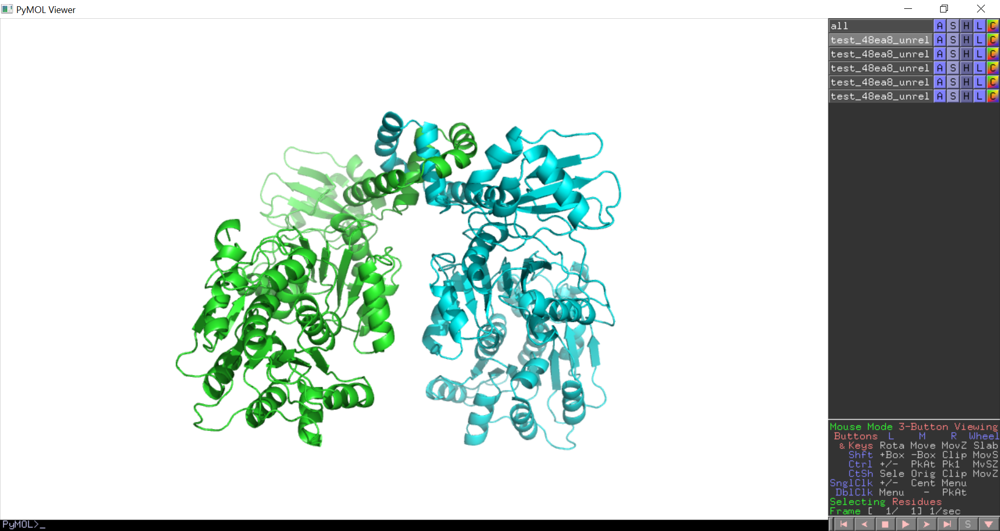 PyMOL Viewer
all A S H L C
test_48ea8_unrel A S H L C
test_48ea8_unrel A S H L C
test_48ea8_unrel A S H L C
test_48ea8_unrel A S H L C
test_48ea8_unrel A S H L C
Mouse Mode 3-Button Viewing
Buttons L M R Wheel
& Keys Rota Move MovZ Slab
Shft +Box -Box Clip MovS
Ctrl +/- PkAt Pk1 MvSZ
CtSh Sele Orig Clip MovZ
SnglClk +/- Cent Menu
DblClk Menu - PkAt
Selecting Residues
Frame [ 1/ 1] 1/sec
S
PyMOL>_